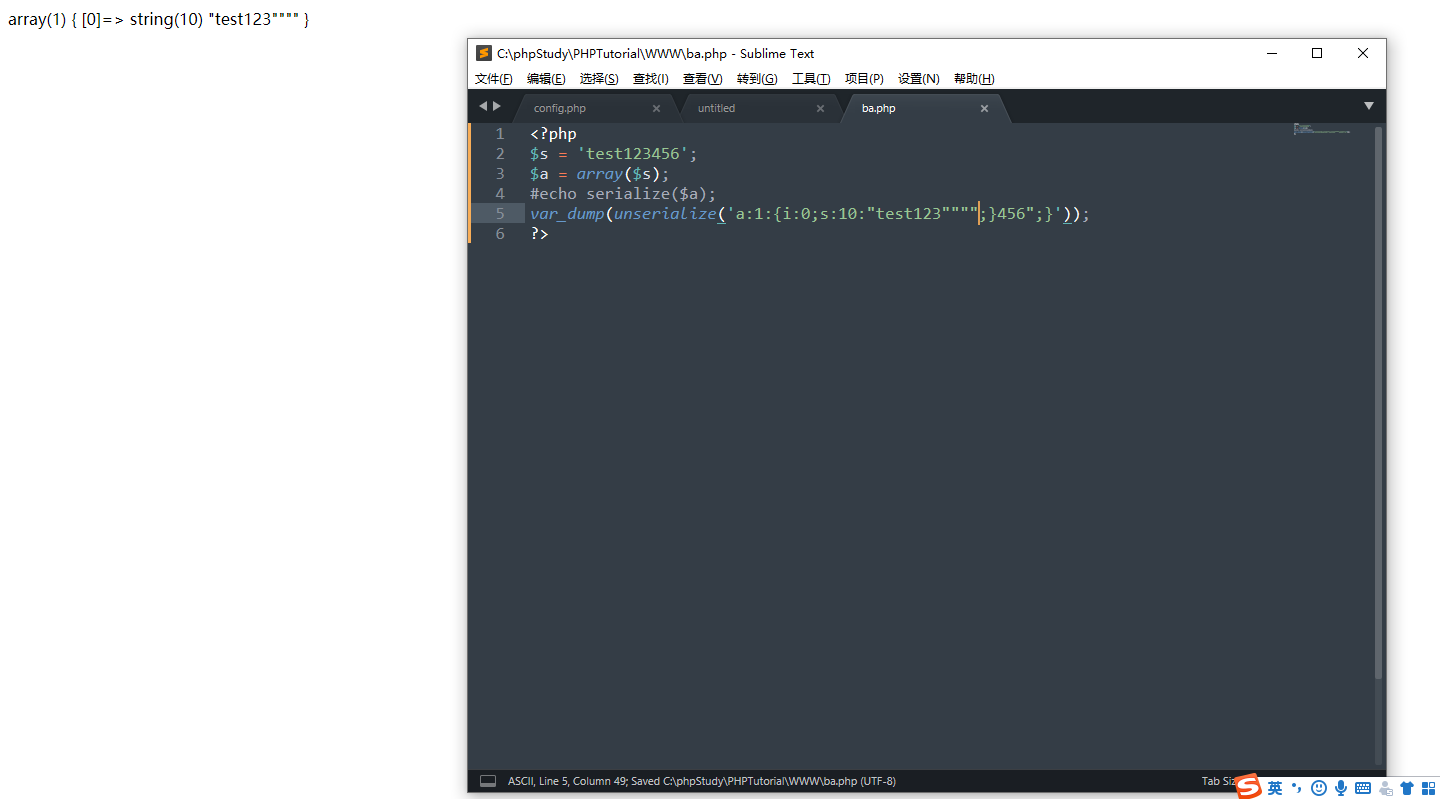 array(1) { [0]=> string(10) "test123"""" }
C:\phpStudy\PHPTutorial\WWW\ba.php - Sublime Text
文件(F) 编辑(E) 选择(S) 查找(I) 查看(V) 转到(G) 工具(T) 项目(P) 设置(N) 帮助(H)
config.php untitled ba.php
1 <?php
2 $s = 'test123456';
3 $a = array($s);
4 #echo serialize($a);
5 var_dump(unserialize('a:1:{i:0;s:10:"test123"""";}456";}'));
6 ?>
ASCII, Line 5, Column 49; Saved C:\phpStudy\PHPTutorial\WWW\ba.php (UTF-8) Tab
英